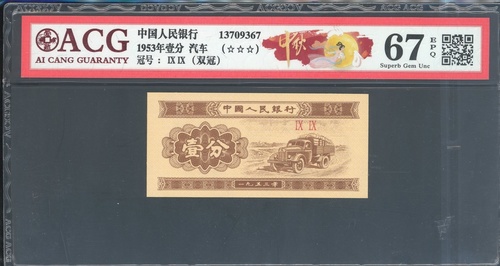 ACG
AI CANG GUARANTY
中国人民银行
13709367
1953年壹分 汽车
(☆☆☆)
冠号： IX IX （双冠）
中秋
67 EPQ
Superb Gem Unc
中國人民銀行
IX IX
壹分
一九五三年